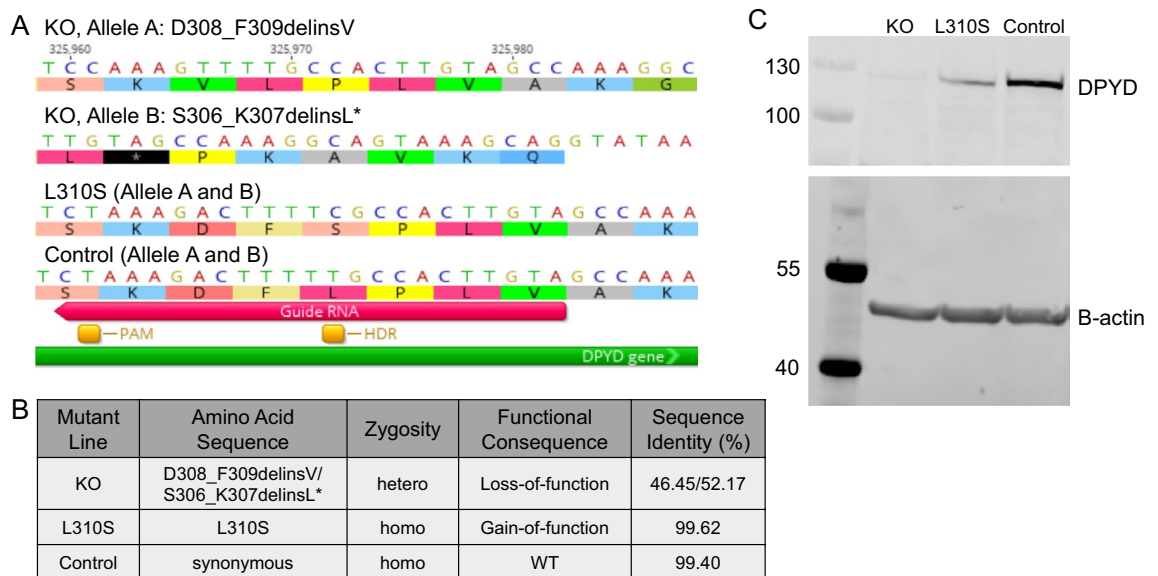 A
KO, Allele A: D308_F309delinsV
325,960 325,970 325,980
T C C A A A G T T T T G C C A C T T G T A G C C A A A G G C
S K V L P L V A K G
KO, Allele B: S306_K307delinsL*
T T G T A G C C A A A G G C A G T A A A G C A G G T A T A A
L * P K A V K Q
L310S (Allele A and B)
T C T A A A G A C T T T T C G C C A C T T G T A G C C A A A
S K D F S P L V A K
Control (Allele A and B)
T C T A A A G A C T T T T T G C C A C T T G T A G C C A A A
S K D F L P L V A K
Guide RNA
PAM HDR
DPYD gene
B
Mutant Line Amino Acid Sequence Zygosity Functional Consequence Sequence Identity (%)
KO D308_F309delinsV/ S306_K307delinsL* hetero Loss-of-function 46.45/52.17
L310S L310S homo Gain-of-function 99.62
Control synonymous homo WT 99.40
C
KO L310S Control
130
DPYD
100
55
B-actin
40